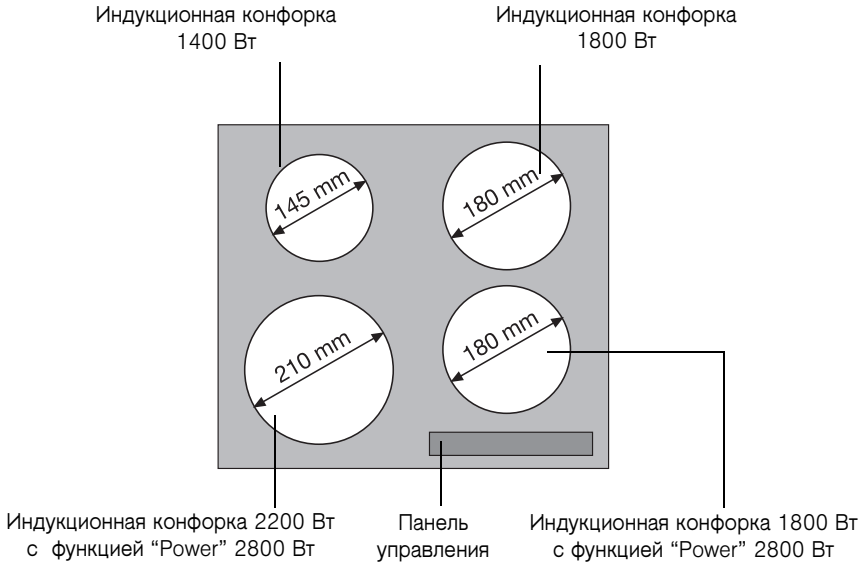 Индукционная конфорка
1400 Вт
Индукционная конфорка
1800 Вт
145 mm
180 mm
210 mm
180 mm
Индукционная конфорка 2200 Вт
с функцией “Power” 2800 Вт
Панель
управления
Индукционная конфорка 1800 Вт
с функцией “Power” 2800 Вт